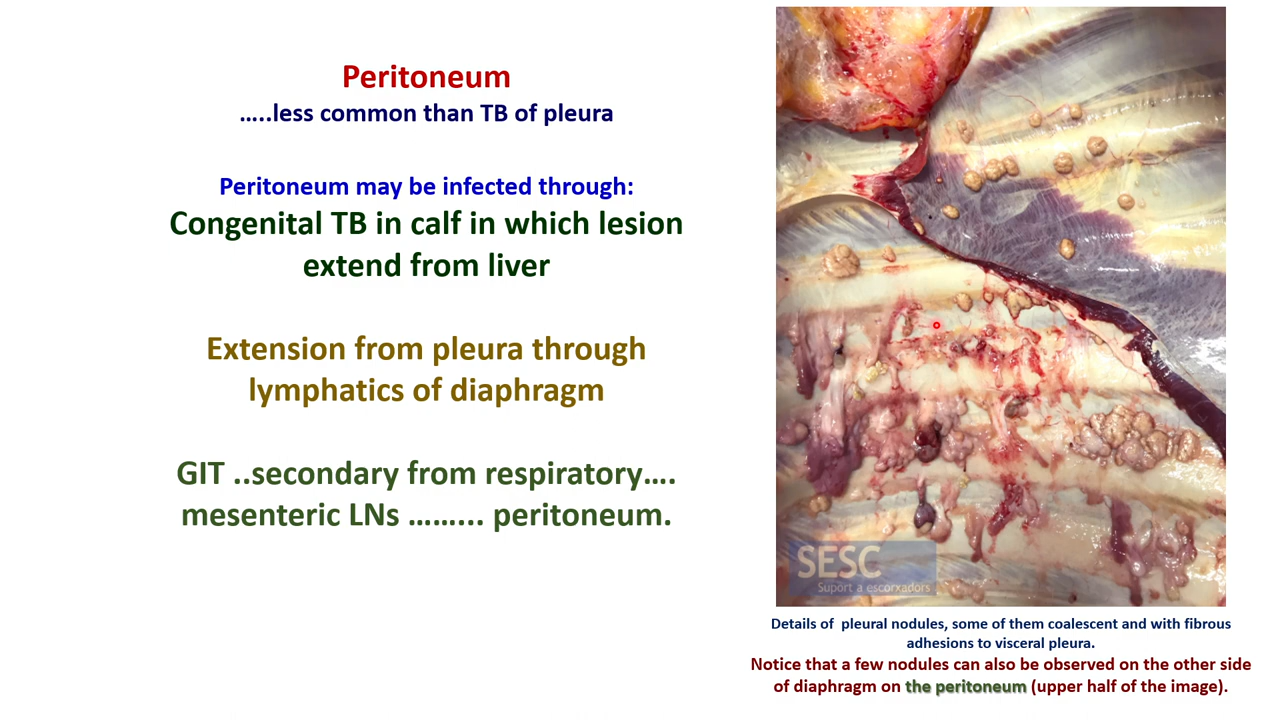 Peritoneum
…..less common than TB of pleura
Peritoneum may be infected through:
Congenital TB in calf in which lesion
extend from liver
Extension from pleura through
lymphatics of diaphragm
GIT ..secondary from respiratory….
mesenteric LNs ……... peritoneum.
SESC
Suport a escorxadors
Details of pleural nodules, some of them coalescent and with fibrous
adhesions to visceral pleura.
Notice that a few nodules can also be observed on the other side
of diaphragm on the peritoneum (upper half of the image).